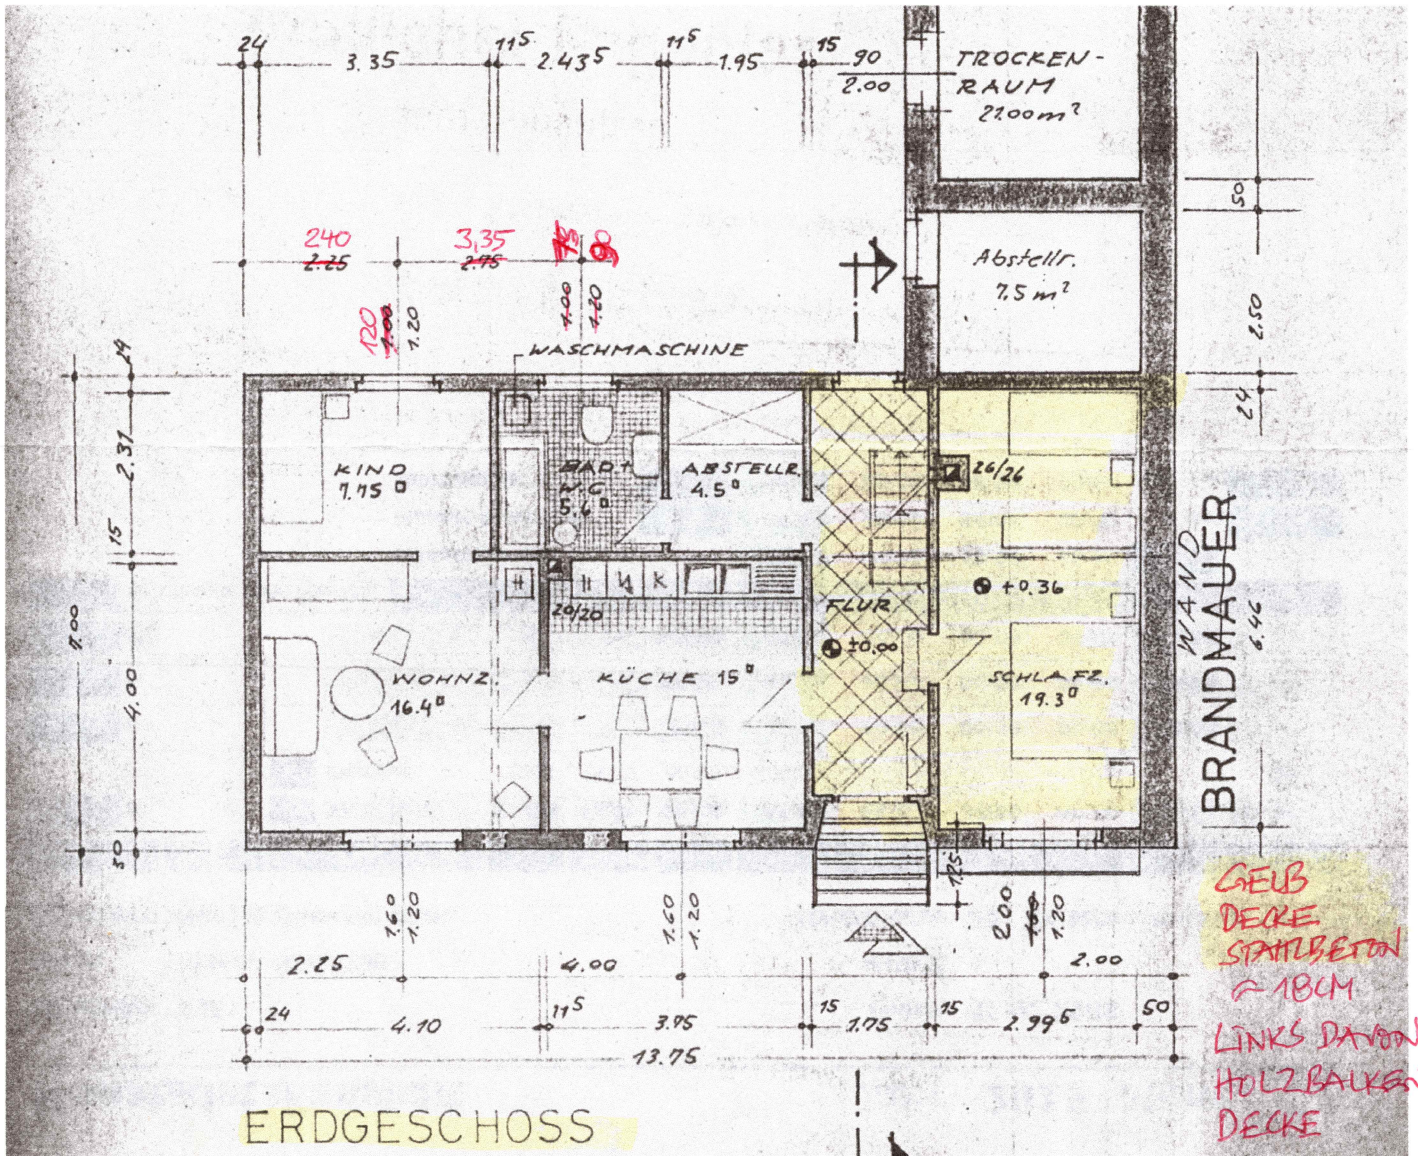 24 3.35 11⁵ 2.43⁵ 11⁵ 1.95 15 90
2.00
TROCKEN-
RAUM
21.00m²
50
240 3,35 75 90
2.25 2.75
120 1.00 1.20 1.00 1.20
Abstellr.
7.5 m²
2.50
WASCHMASCHINE
24
24
2.31
15
7.00
4.00
30
KIND
7.75
BAD+
W.C
5.6
ABSTELLR.
4.5
26/26
+0.36
H H K
20/20
FLUR
±0.00
WOHNZ.
16.4
KÜCHE 15
SCHLAFZ.
19.3
WAND
BRANDMAUER
6.46
1.25
1.60
1.20
1.60
1.20
2.00
1.60
1.20
2.25 4.00 2.00
24 4.10 11⁵ 3.75 15 1.75 15 2.99⁵ 50
13.75
GELB
DECKE
STAHLBETON
~ 18CM
LINKS DAVON
HOLZBALKEN
DECKE
ERDGESCHOSS